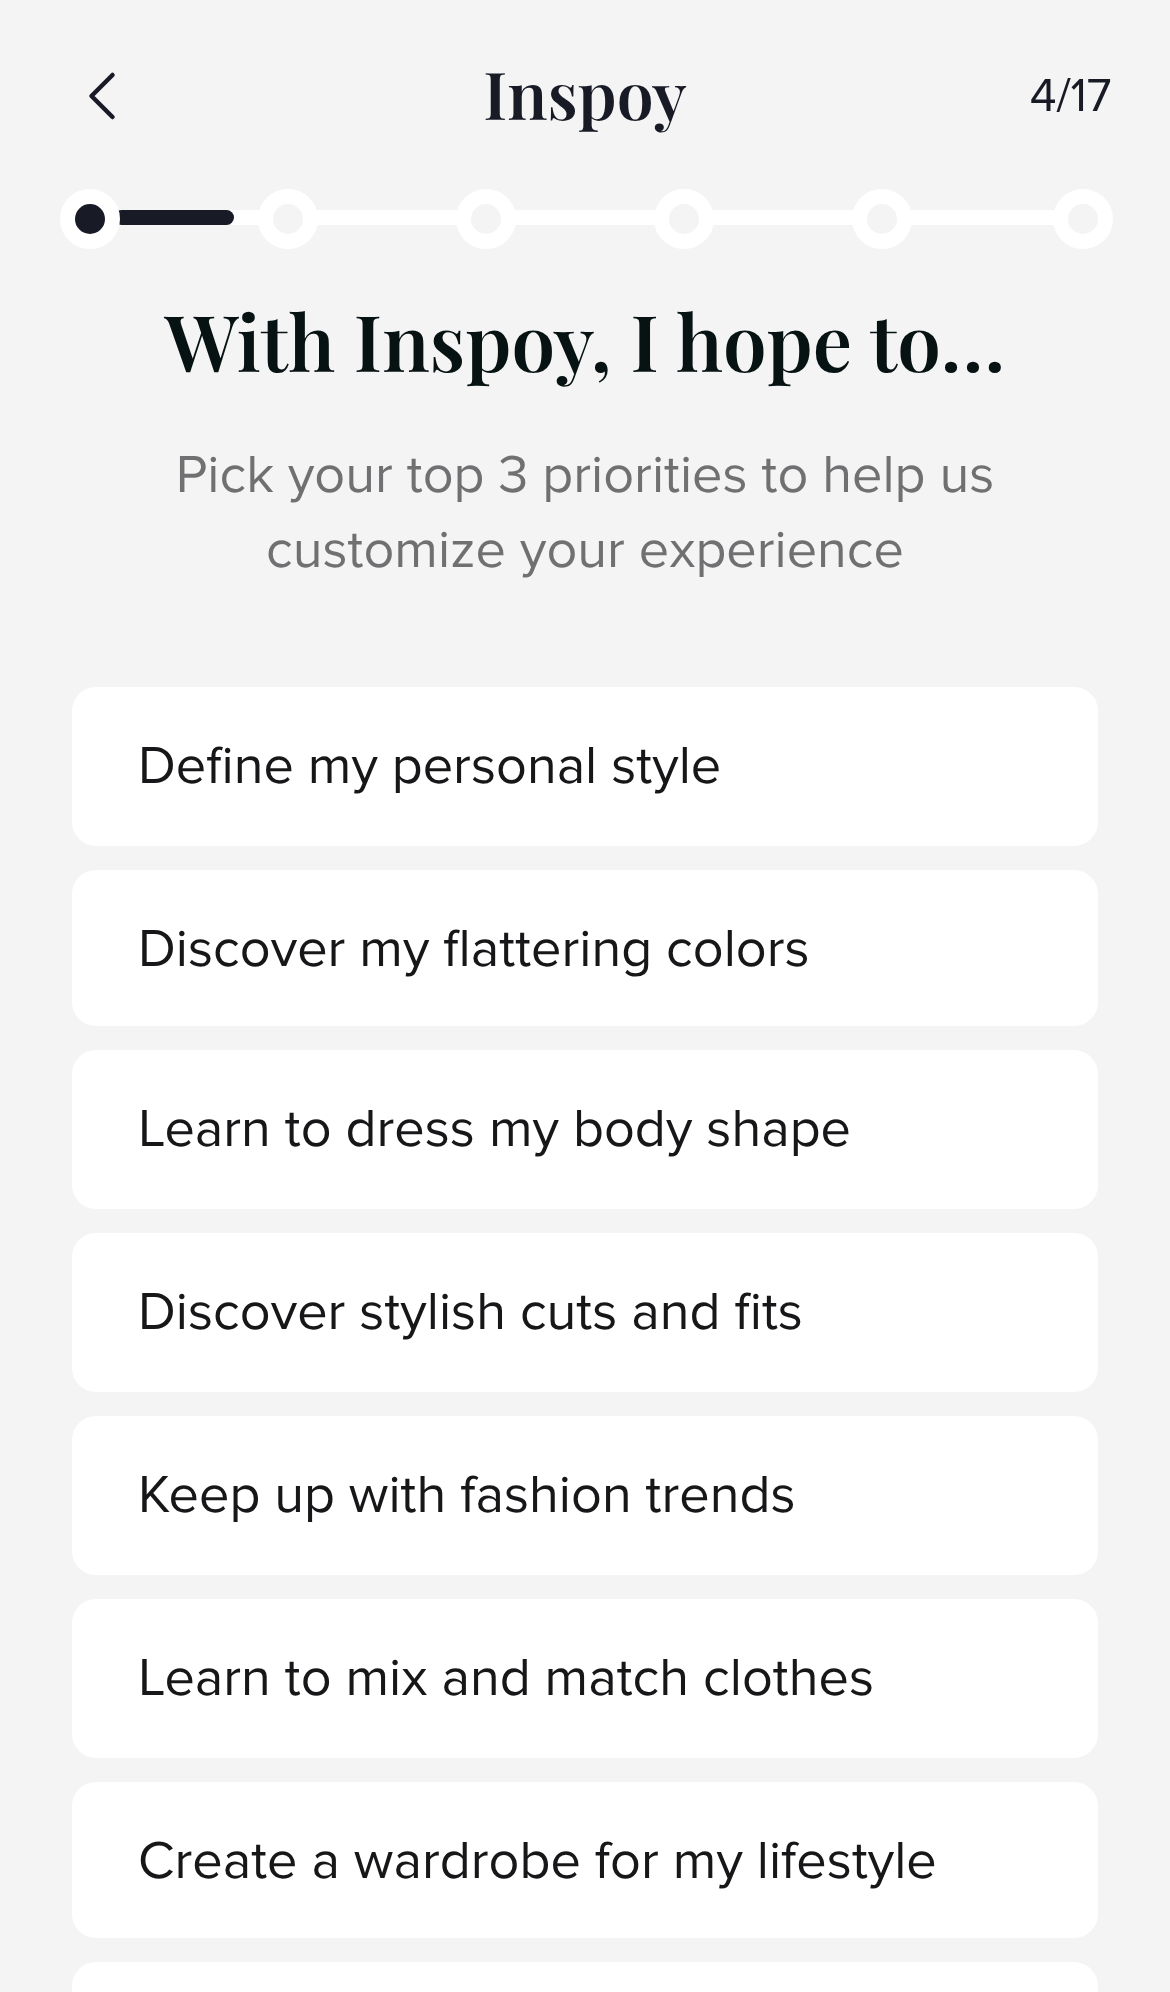 Inspoy
4/17
With Inspoy, I hope to...
Pick your top 3 priorities to help us
customize your experience
Define my personal style
Discover my flattering colors
Learn to dress my body shape
Discover stylish cuts and fits
Keep up with fashion trends
Learn to mix and match clothes
Create a wardrobe for my lifestyle